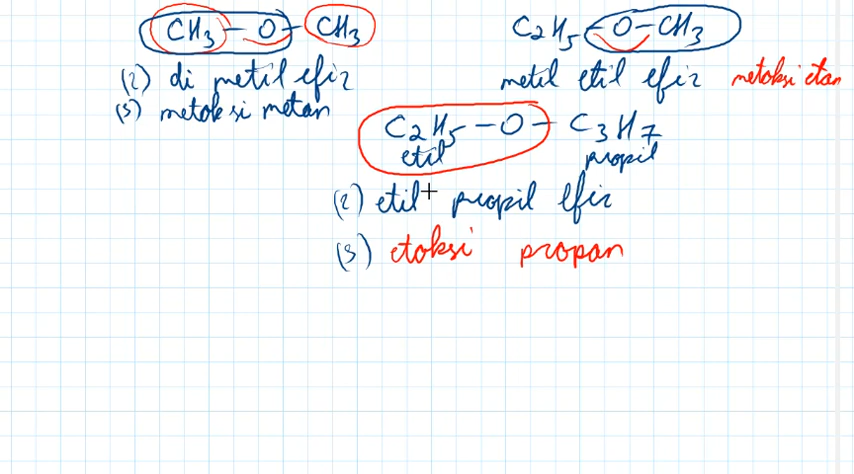 CH3 - O - CH3
C2H5 - O - CH3
(2) di metil efir
metil etil efir metoksi etan
(3) metoksi metan
C2H5 - O - C3H7
etil propil
(2) etil propil efir
(3) etoksi propan